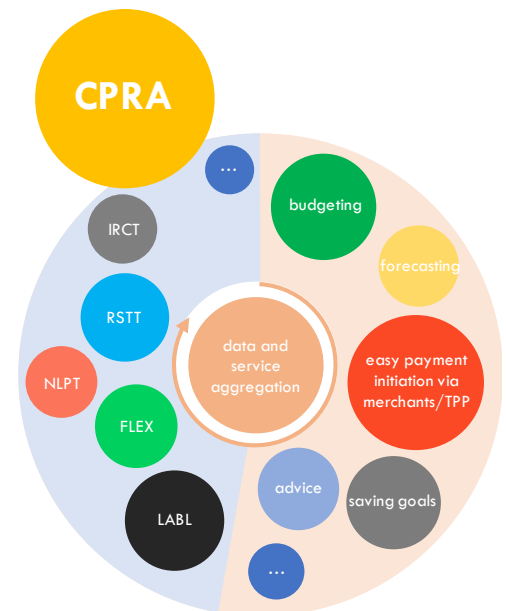 CPRA
...
budgeting
IRCT
forecasting
RSTT
data and
service
aggregation
easy payment
initiation via
merchants/TPP
NLPT
FLEX
advice
saving goals
LABL
...